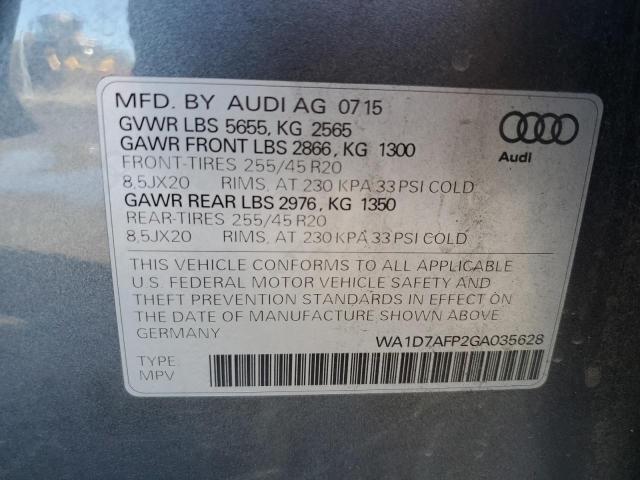 MFD. BY AUDI AG 07 15
GVWR LBS 5655, KG 2565
GAWR FRONT LBS 2866, KG 1300
FRONT-TIRES 255/45 R20
8,5JX20 RIMS, AT 230 KPA 33 PSI COLD
GAWR REAR LBS 2976, KG 1350
REAR-TIRES 255/45 R20
8,5JX20 RIMS, AT 230 KPA 33 PSI COLD
Audi
THIS VEHICLE CONFORMS TO ALL APPLICABLE
U.S. FEDERAL MOTOR VEHICLE SAFETY AND
THEFT PREVENTION STANDARDS IN EFFECT ON
THE DATE OF MANUFACTURE SHOWN ABOVE
GERMANY
WA1D7AFP2GA035628
TYPE:
MPV